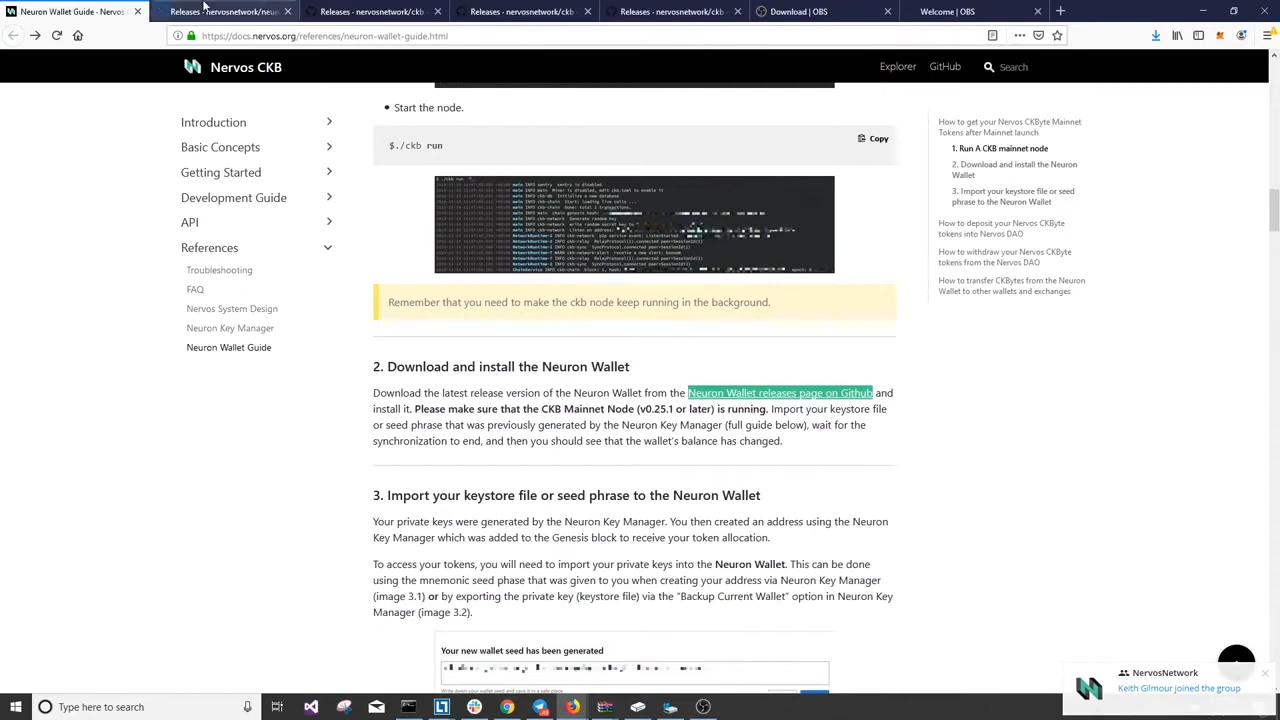 Neuron Wallet Guide - Nervos C
Releases - nervosnetwork/neur
Releases - nervosnetwork/ckb -
Releases - nervosnetwork/ckb -
Releases - nervosnetwork/ckb -
Download | OBS
Welcome | OBS
https://docs.nervos.org/references/neuron-wallet-guide.html
Nervos CKB
Explorer
GitHub
Search
Introduction
Basic Concepts
Getting Started
Development Guide
API
References
Troubleshooting
FAQ
Nervos System Design
Neuron Key Manager
Neuron Wallet Guide
Start the node.
$./ckb run
Copy
Remember that you need to make the ckb node keep running in the background.
2. Download and install the Neuron Wallet
Download the latest release version of the Neuron Wallet from the Neuron Wallet releases page on Github and
install it. Please make sure that the CKB Mainnet Node (v0.25.1 or later) is running. Import your keystore file
or seed phrase that was previously generated by the Neuron Key Manager (full guide below), wait for the
synchronization to end, and then you should see that the wallet's balance has changed.
3. Import your keystore file or seed phrase to the Neuron Wallet
Your private keys were generated by the Neuron Key Manager. You then created an address using the Neuron
Key Manager which was added to the Genesis block to receive your token allocation.
To access your tokens, you will need to import your private keys into the Neuron Wallet. This can be done
using the mnemonic seed phase that was given to you when creating your address via Neuron Key Manager
(image 3.1) or by exporting the private key (keystore file) via the "Backup Current Wallet" option in Neuron Key
Manager (image 3.2).
Your new wallet seed has been generated
Write down your wallet seed and save it in a safe place
How to get your Nervos CKByte Mainnet
Tokens after Mainnet launch
1. Run A CKB mainnet node
2. Download and install the Neuron
Wallet
3. Import your keystore file or seed
phrase to the Neuron Wallet
How to deposit your Nervos CKByte
tokens into Nervos DAO
How to withdraw your Nervos CKByte
tokens from the Nervos DAO
How to transfer CKBytes from the Neuron
Wallet to other wallets and exchanges
NervosNetwork
Keith Gilmour joined the group
Type here to search